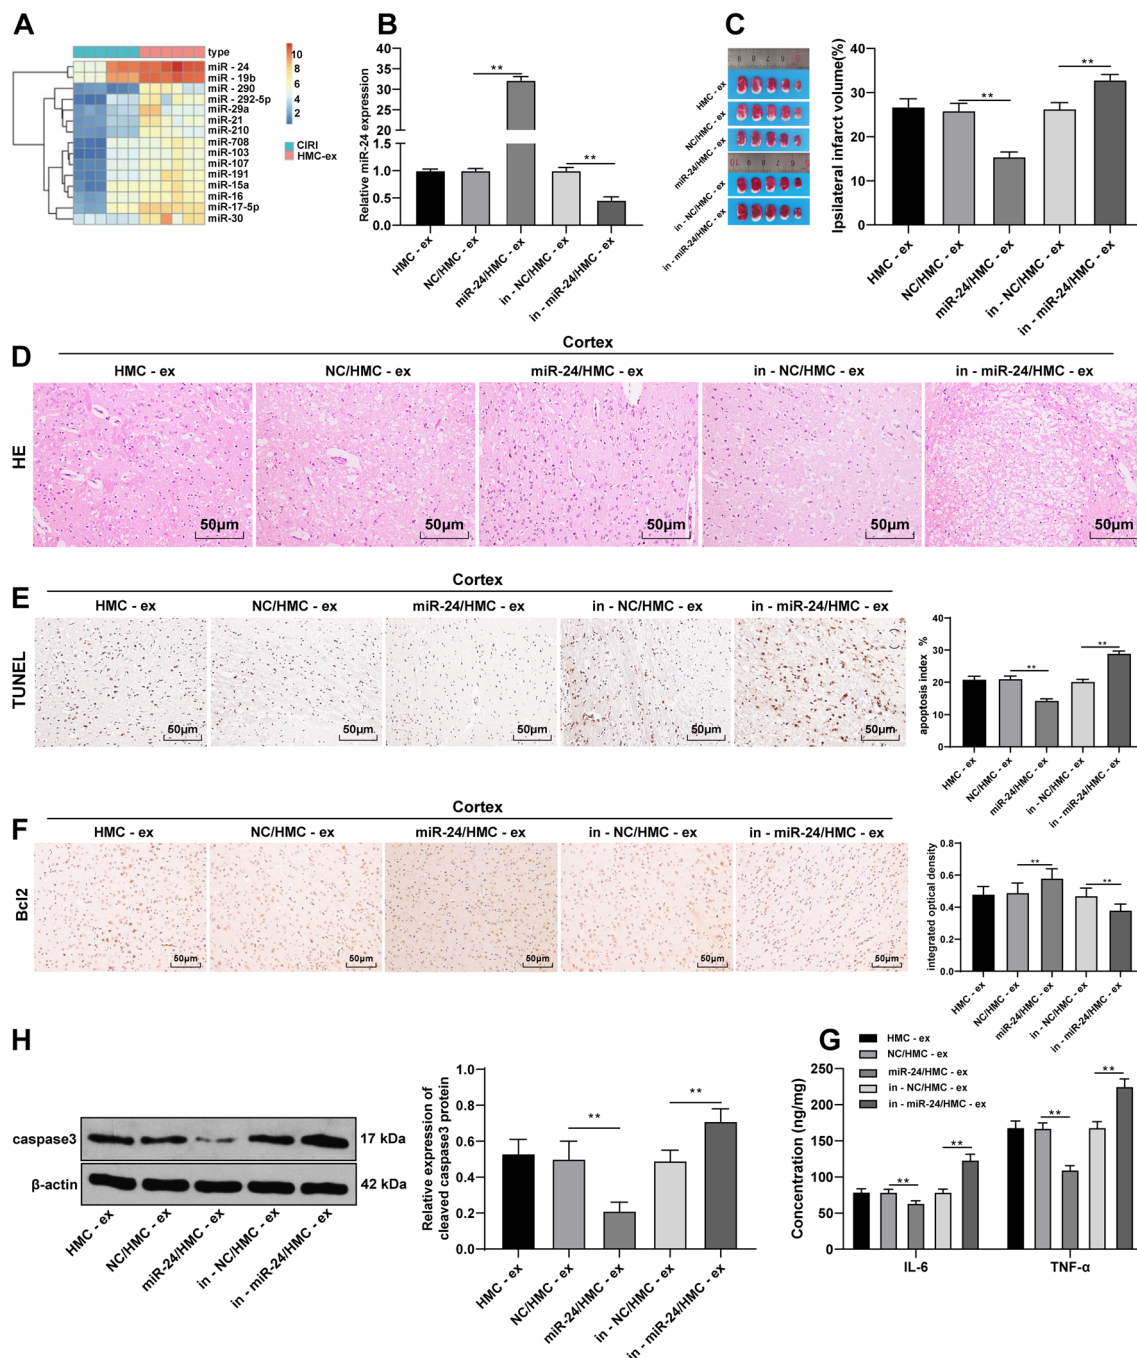 A
type
miR - 24
miR - 19b
miR - 290
miR - 292-5p
miR-29a
miR-21
miR-210
miR-708
miR-103
miR-107
miR-191
miR-15a
miR-16
miR-17-5p
miR-30
10
8
6
4
2
CIRI
HMC-ex
B
Relative miR-24 expression
40
35
30
25
20
1.5
1.0
0.5
0.0
**
**
HMC - ex
NC/HMC - ex
miR-24/HMC - ex
in - NC/HMC - ex
in - miR-24/HMC - ex
C
HMC - ex
NC/HMC - ex
miR-24/HMC - ex
in - NC/HMC - ex
in - miR-24/HMC - ex
Ipsilateral infarct volume(%)
40
30
20
10
0
**
**
HMC - ex
NC/HMC - ex
miR-24/HMC - ex
in - NC/HMC - ex
in - miR-24/HMC - ex
D
Cortex
HMC - ex
NC/HMC - ex
miR-24/HMC - ex
in - NC/HMC - ex
in - miR-24/HMC - ex
HE
50μm
50μm
50μm
50μm
50μm
E
Cortex
HMC - ex
NC/HMC - ex
miR-24/HMC - ex
in - NC/HMC - ex
in - miR-24/HMC - ex
TUNEL
50μm
50μm
50μm
50μm
50μm
apoptosis index %
40
30
20
10
0
**
**
HMC - ex
NC/HMC - ex
miR-24/HMC - ex
in - NC/HMC - ex
in - miR-24/HMC - ex
F
Cortex
HMC - ex
NC/HMC - ex
miR-24/HMC - ex
in - NC/HMC - ex
in - miR-24/HMC - ex
Bcl2
50μm
50μm
50μm
50μm
50μm
integrated optical density
0.8
0.6
0.4
0.2
0.0
**
**
HMC - ex
NC/HMC - ex
miR-24/HMC - ex
in - NC/HMC - ex
in - miR-24/HMC - ex
H
caspase3
17 kDa
β-actin
42 kDa
HMC - ex
NC/HMC - ex
miR-24/HMC - ex
in - NC/HMC - ex
in - miR-24/HMC - ex
Relative expression of
cleaved caspase3 protein
1.0
0.8
0.6
0.4
0.2
0.0
**
**
HMC - ex
NC/HMC - ex
miR-24/HMC - ex
in - NC/HMC - ex
in - miR-24/HMC - ex
G
HMC - ex
NC/HMC - ex
miR-24/HMC - ex
in - NC/HMC - ex
in - miR-24/HMC - ex
Concentration (ng/mg)
250
200
150
100
50
0
**
**
**
**
IL-6
TNF-α